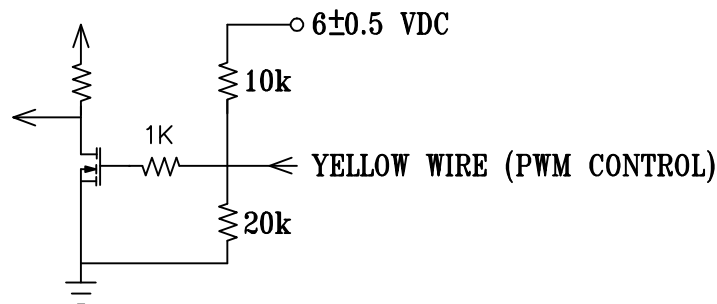 6±0.5 VDC
10k
1K
YELLOW WIRE (PWM CONTROL)
20k